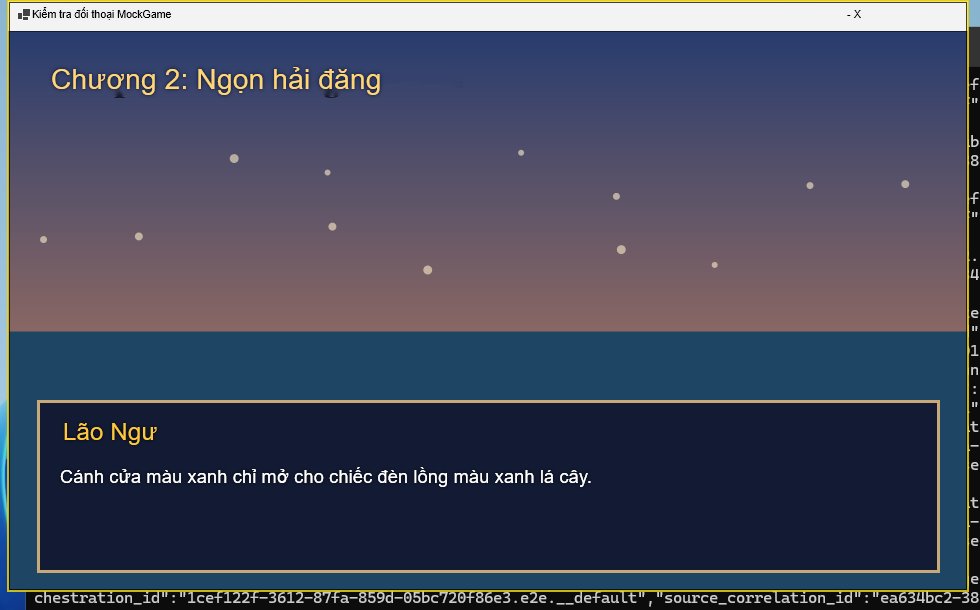 Kiểm tra đối thoại MockGame
- X
Chương 2: Ngọn hải đăng
Lão Ngư
Cánh cửa màu xanh chỉ mở cho chiếc đèn lồng màu xanh lá cây.
chestration_id":"1cef122f-3612-87fa-859d-05bc720f86e3.e2e.__default","source_correlation_id":"ea634bc2-38